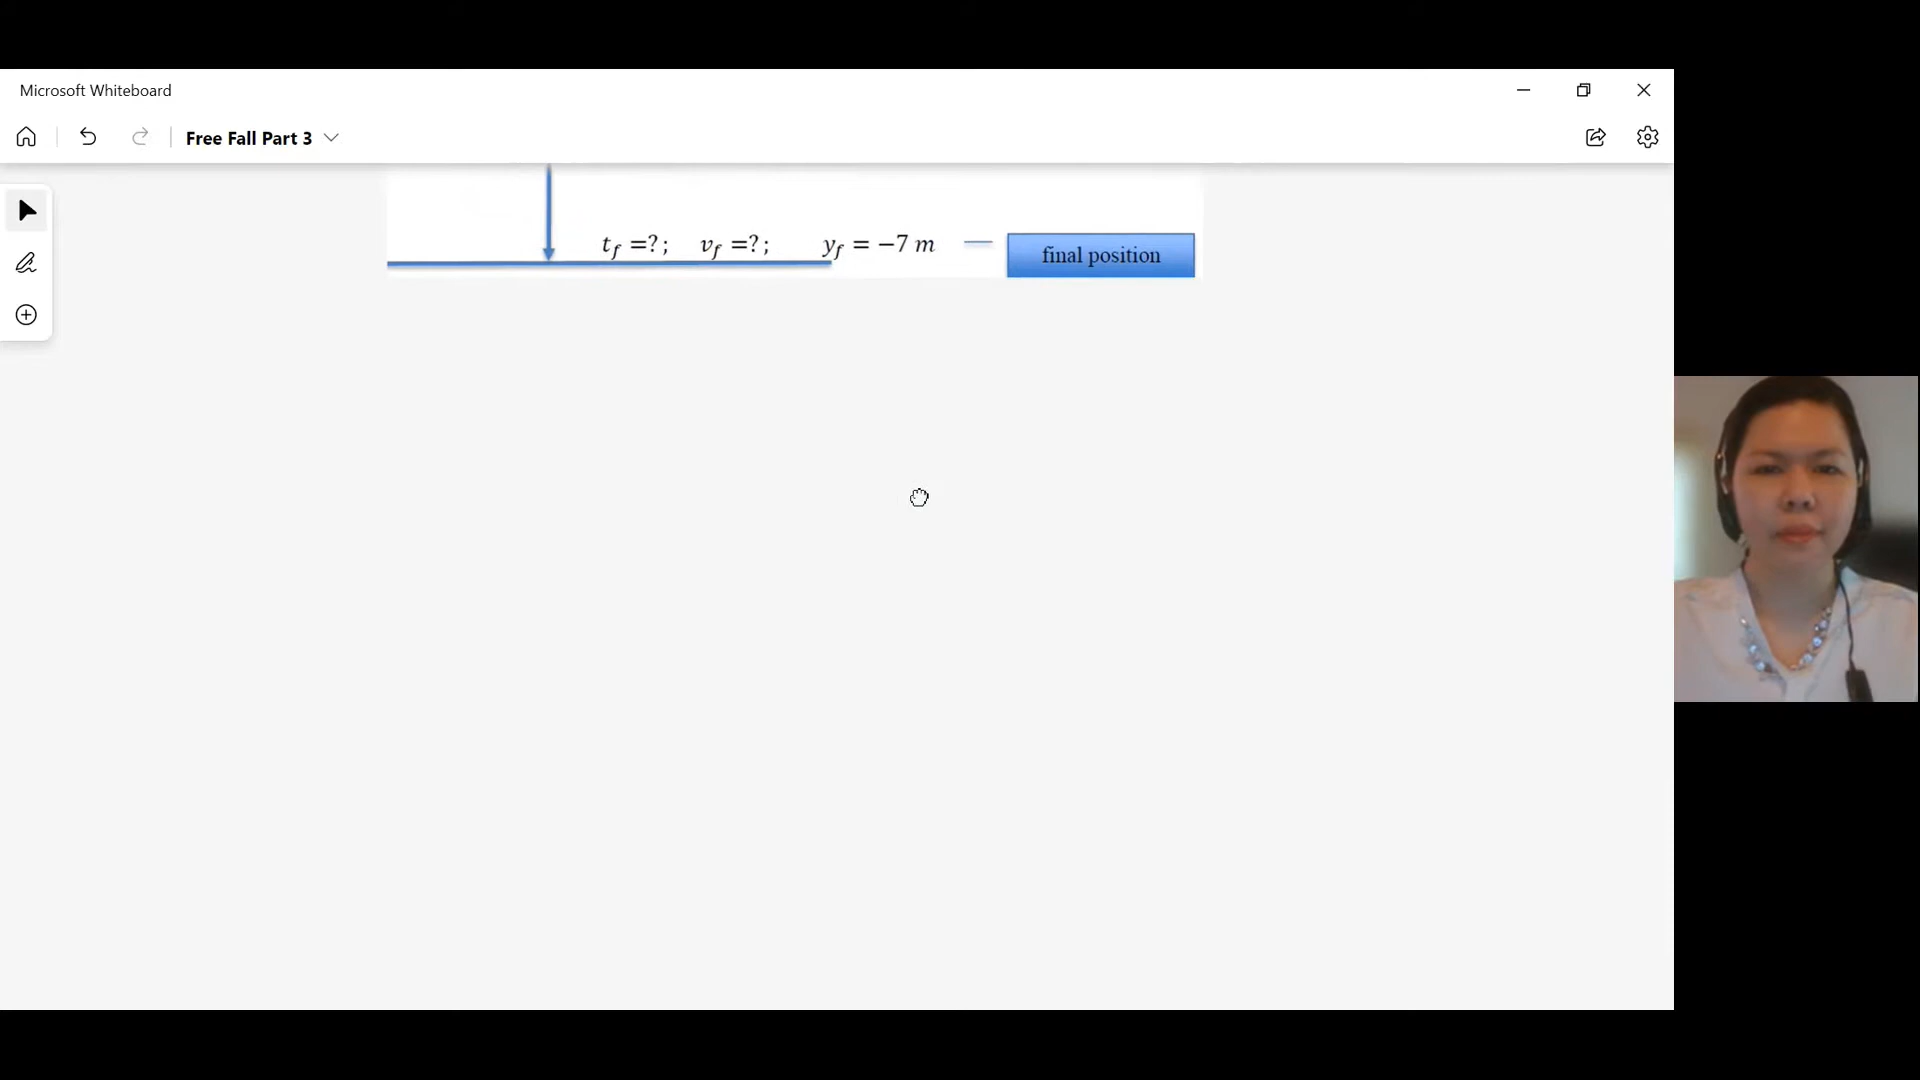 Microsoft Whiteboard
Free Fall Part 3
t_f =? ; v_f =? ; y_f = −7 m
final position